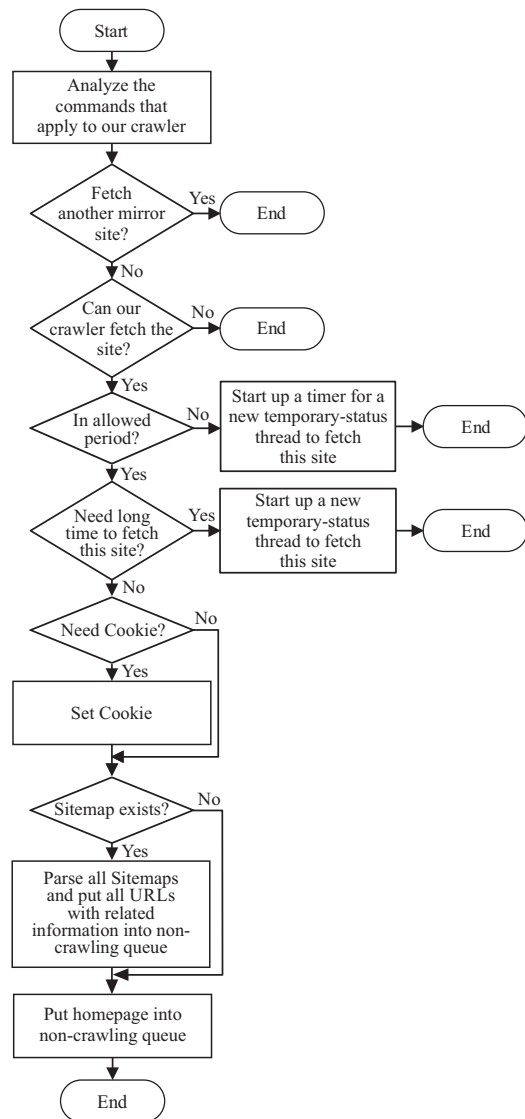 Start
Analyze the
commands that
apply to our crawler
Fetch
another mirror
site?
Yes
End
No
Can our
crawler fetch the
site?
No
End
Yes
In allowed
period?
No
Start up a timer for a
new temporary-status
thread to fetch
this site
End
Yes
Need long
time to fetch
this site?
Yes
Start up a new
temporary-status
thread to fetch
this site
End
No
Need Cookie?
No
Yes
Set Cookie
Sitemap exists?
No
Yes
Parse all Sitemaps
and put all URLs
with related
information into non-
crawling queue
Put homepage into
non-crawling queue
End